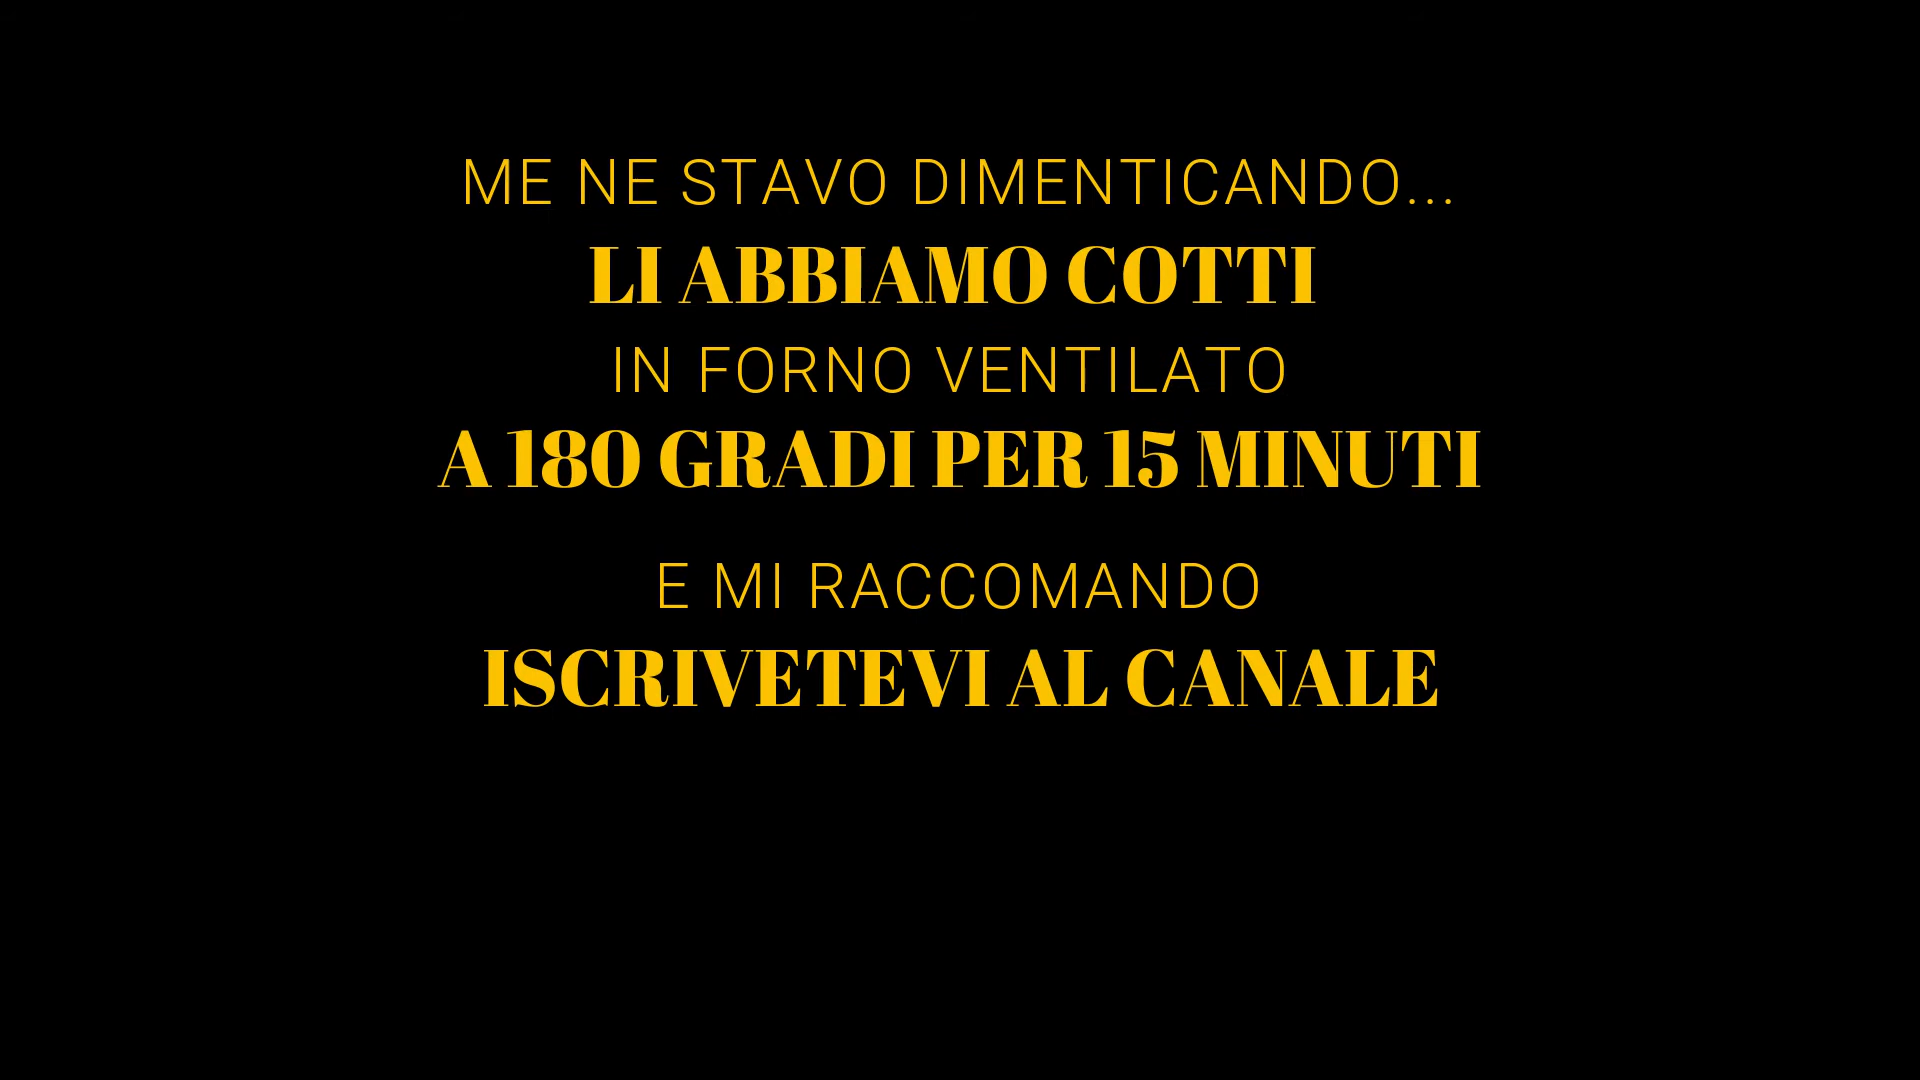 ME NE STAVO DIMENTICANDO...
LI ABBIAMO COTTI
IN FORNO VENTILATO
A 180 GRADI PER 15 MINUTI
E MI RACCOMANDO
ISCRIVETEVI AL CANALE